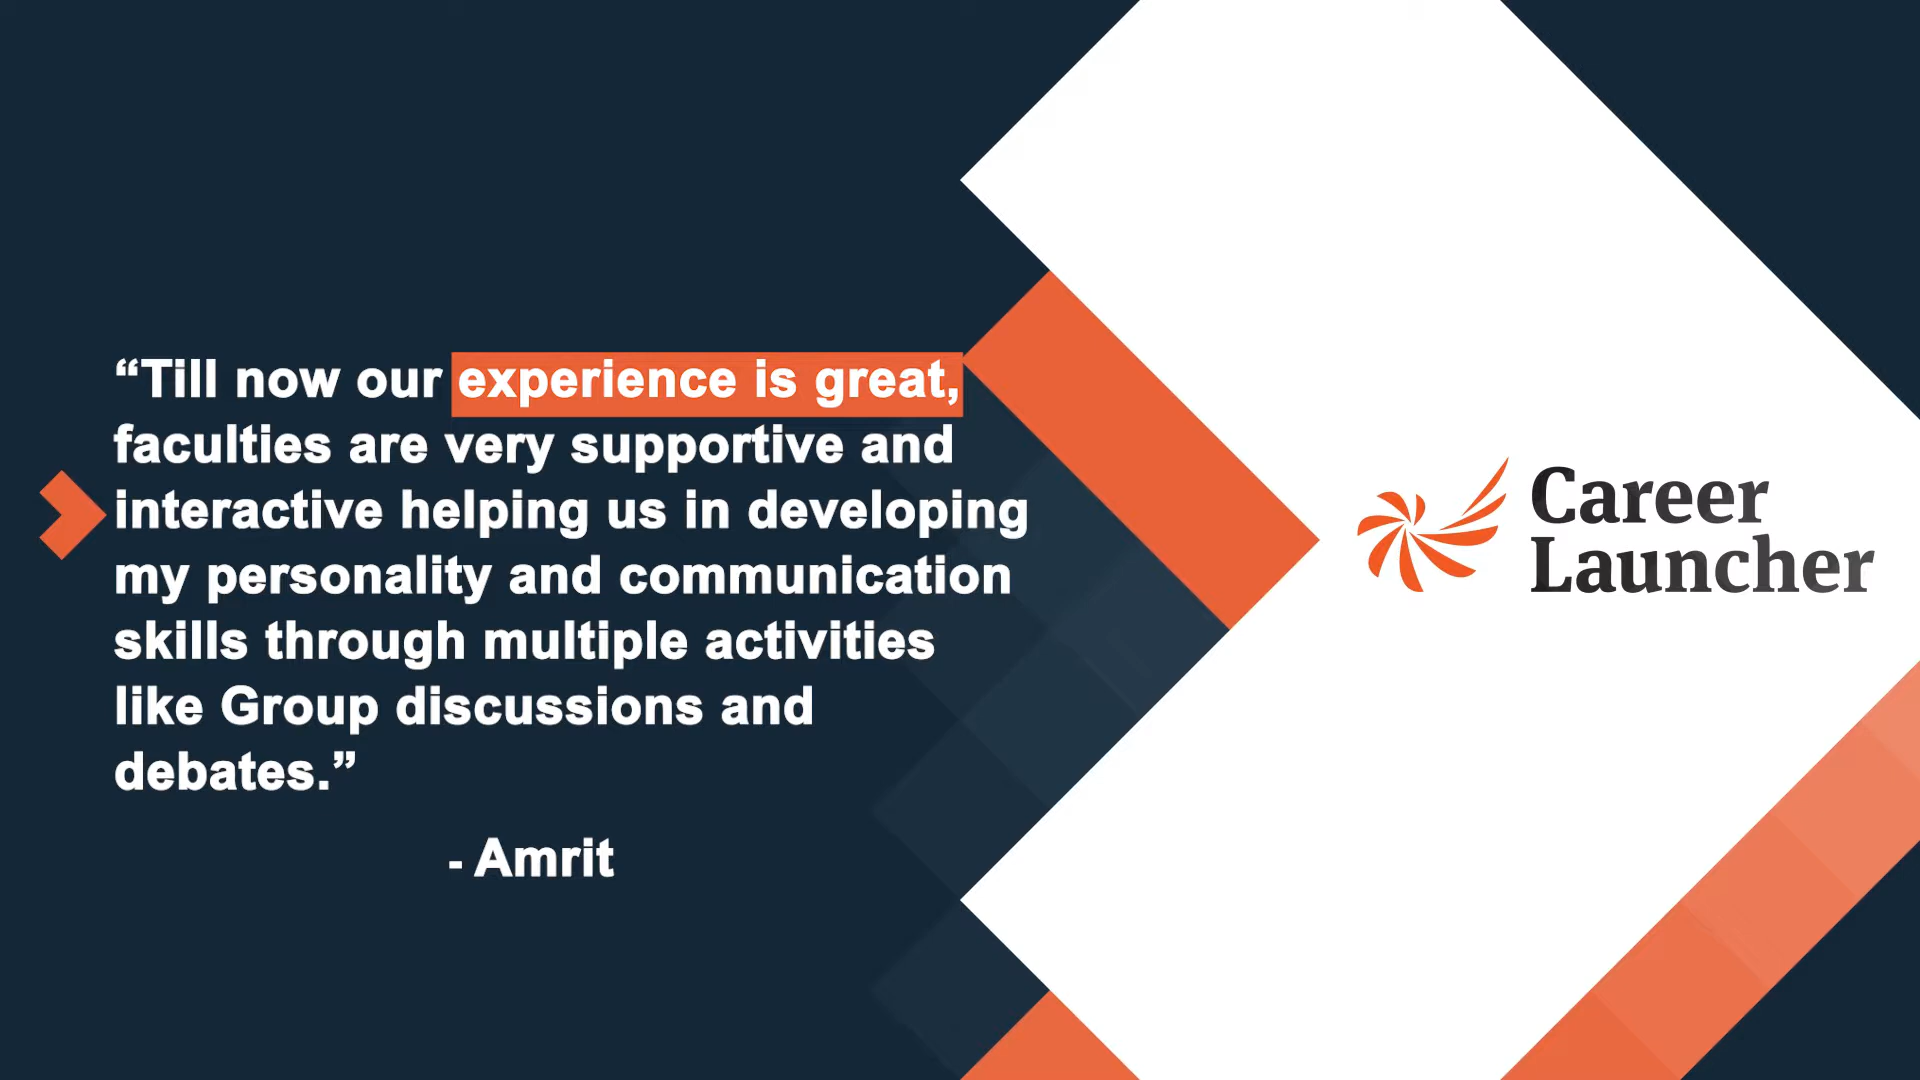 “Till now our experience is great,
faculties are very supportive and
interactive helping us in developing
my personality and communication
skills through multiple activities
like Group discussions and
debates.”
- Amrit
Career
Launcher